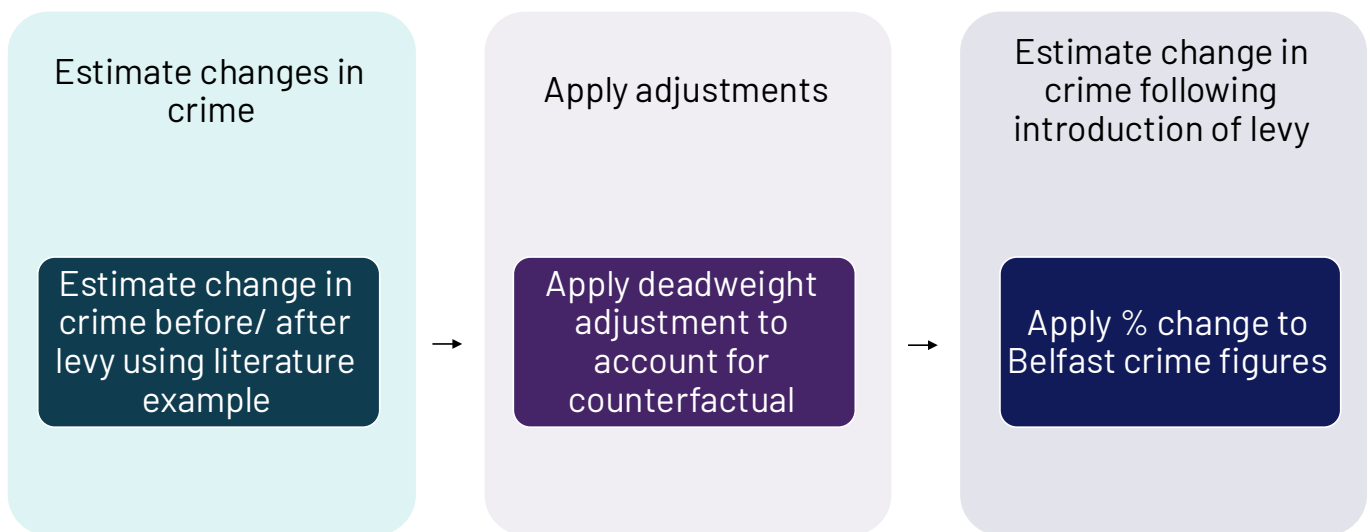 Estimate changes in
crime
Estimate change in
crime before/ after
levy using literature
example
Apply adjustments
Apply deadweight
adjustment to
account for
counterfactual
Estimate change in
crime following
introduction of levy
Apply % change to
Belfast crime figures